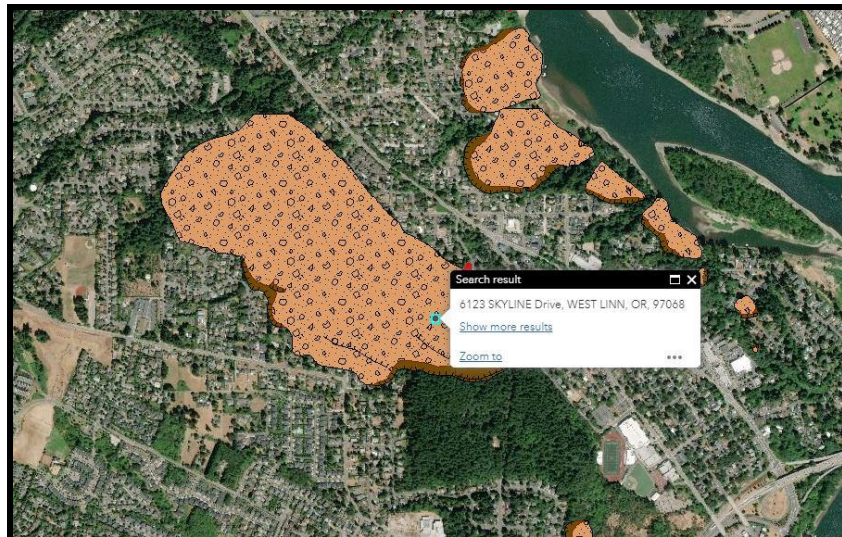 Search result
6123 SKYLINE Drive, WEST LINN, OR, 97068
Show more results
Zoom to